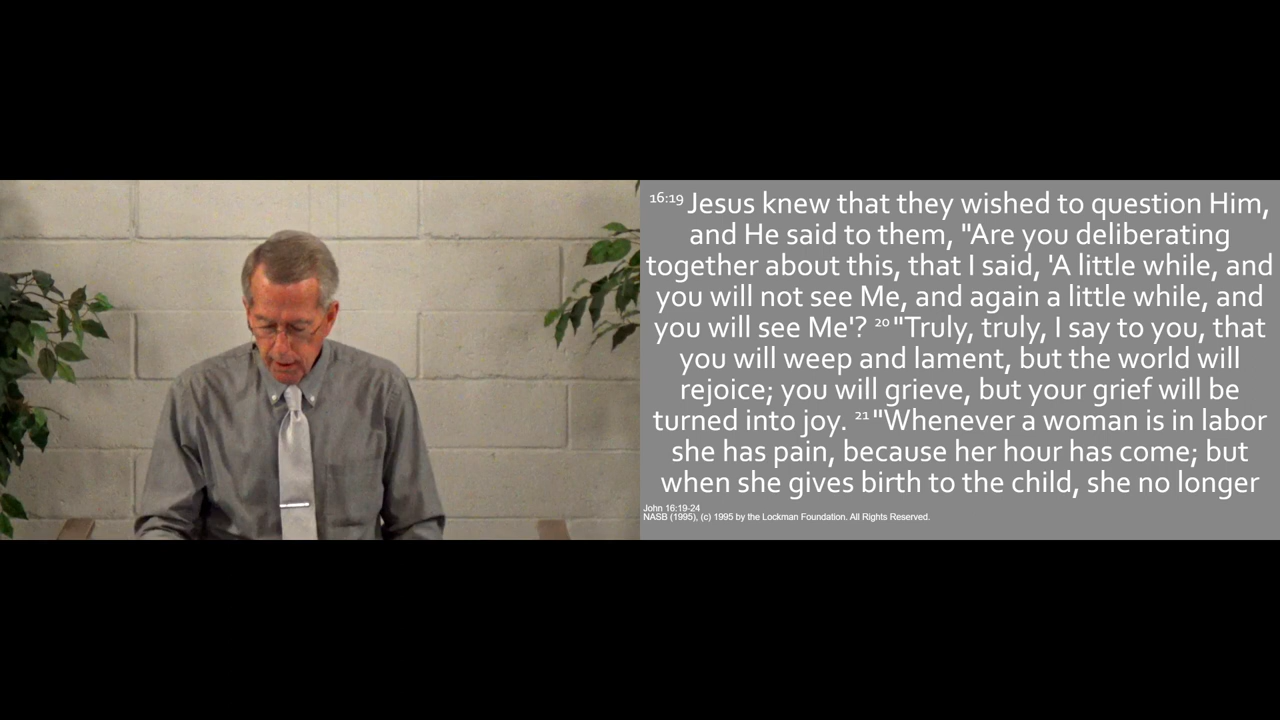 16:19 Jesus knew that they wished to question Him,
and He said to them, "Are you deliberating
together about this, that I said, 'A little while, and
you will not see Me, and again a little while, and
you will see Me'? 20 "Truly, truly, I say to you, that
you will weep and lament, but the world will
rejoice; you will grieve, but your grief will be
turned into joy. 21 "Whenever a woman is in labor
she has pain, because her hour has come; but
when she gives birth to the child, she no longer
John 16:19-24
NASB (1995), (c) 1995 by the Lockman Foundation. All Rights Reserved.